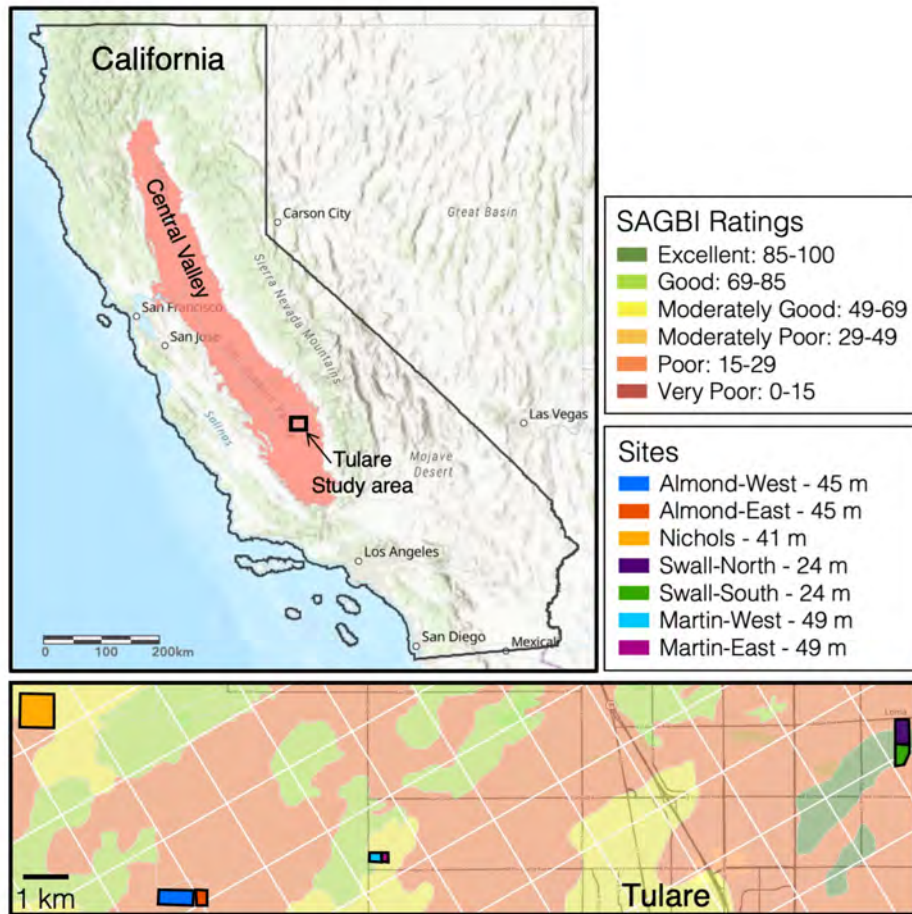 California
Central Valley
Carson City
Great Basin
Sierra Nevada Mountains
San Francisco
San Jose
Salinas
Las Vegas
Mojave
Desert
Tulare
Study area
Los Angeles
San Diego
Mexicali
0 100 200km
SAGBI Ratings
Excellent: 85-100
Good: 69-85
Moderately Good: 49-69
Moderately Poor: 29-49
Poor: 15-29
Very Poor: 0-15
Sites
Almond-West - 45 m
Almond-East - 45 m
Nichols - 41 m
Swall-North - 24 m
Swall-South - 24 m
Martin-West - 49 m
Martin-East - 49 m
1 km
Tulare